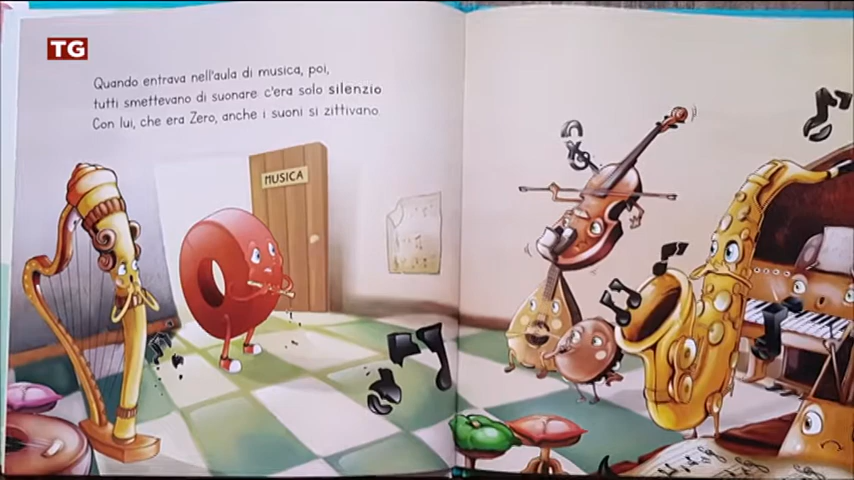 TG
Quando entrava nell'aula di musica, poi,
tutti smettevano di suonare c'era solo silenzio
Con lui, che era Zero, anche i suoni si zittivano
MUSICA